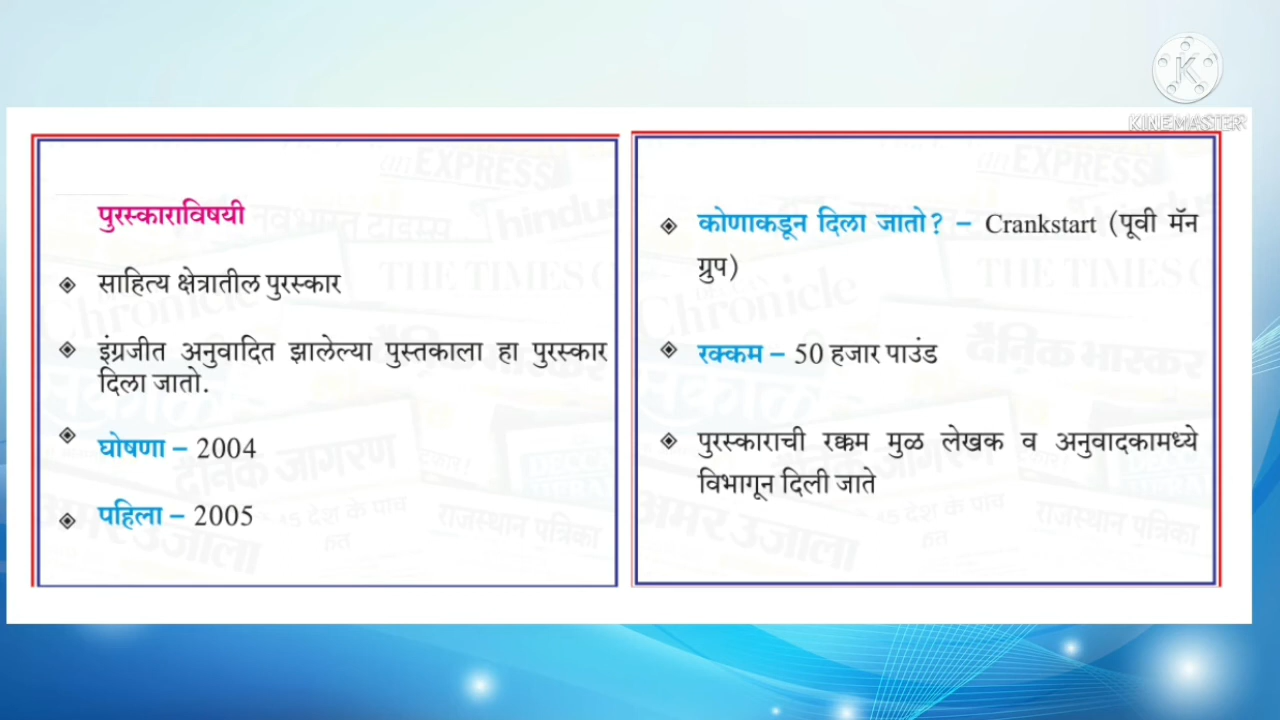 KINEMASTER
पुरस्काराविषयी
साहित्य क्षेत्रातील पुरस्कार
इंग्रजीत अनुवादित झालेल्या पुस्तकाला हा पुरस्कार
दिला जातो.
घोषणा – 2004
पहिला – 2005
कोणाकडून दिला जातो? – Crankstart (पूवी मॅन
ग्रुप)
रक्कम – 50 हजार पाउंड
पुरस्काराची रक्कम मुळ लेखक व अनुवादकामध्ये
विभागून दिली जाते